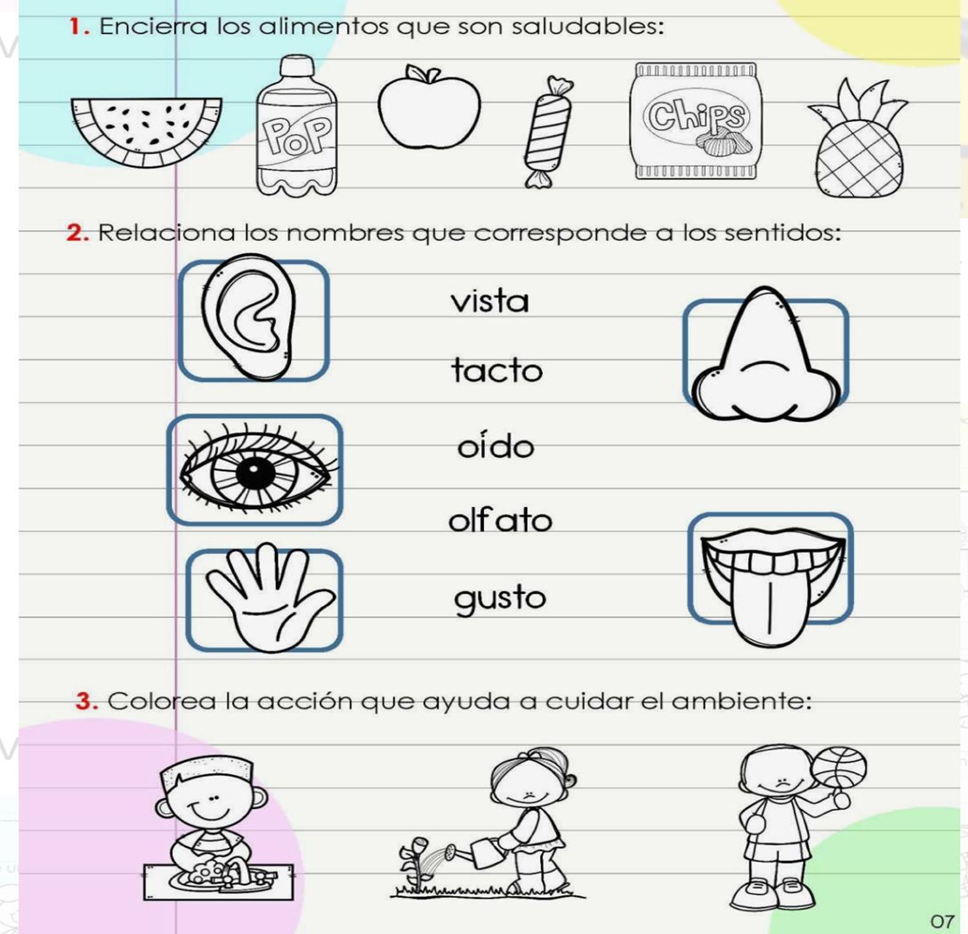 1. Encierra los alimentos que son saludables:
PoP
Chips
2. Relaciona los nombres que corresponde a los sentidos:
vista
tacto
oído
olfato
gusto
3. Colorea la acción que ayuda a cuidar el ambiente:
07